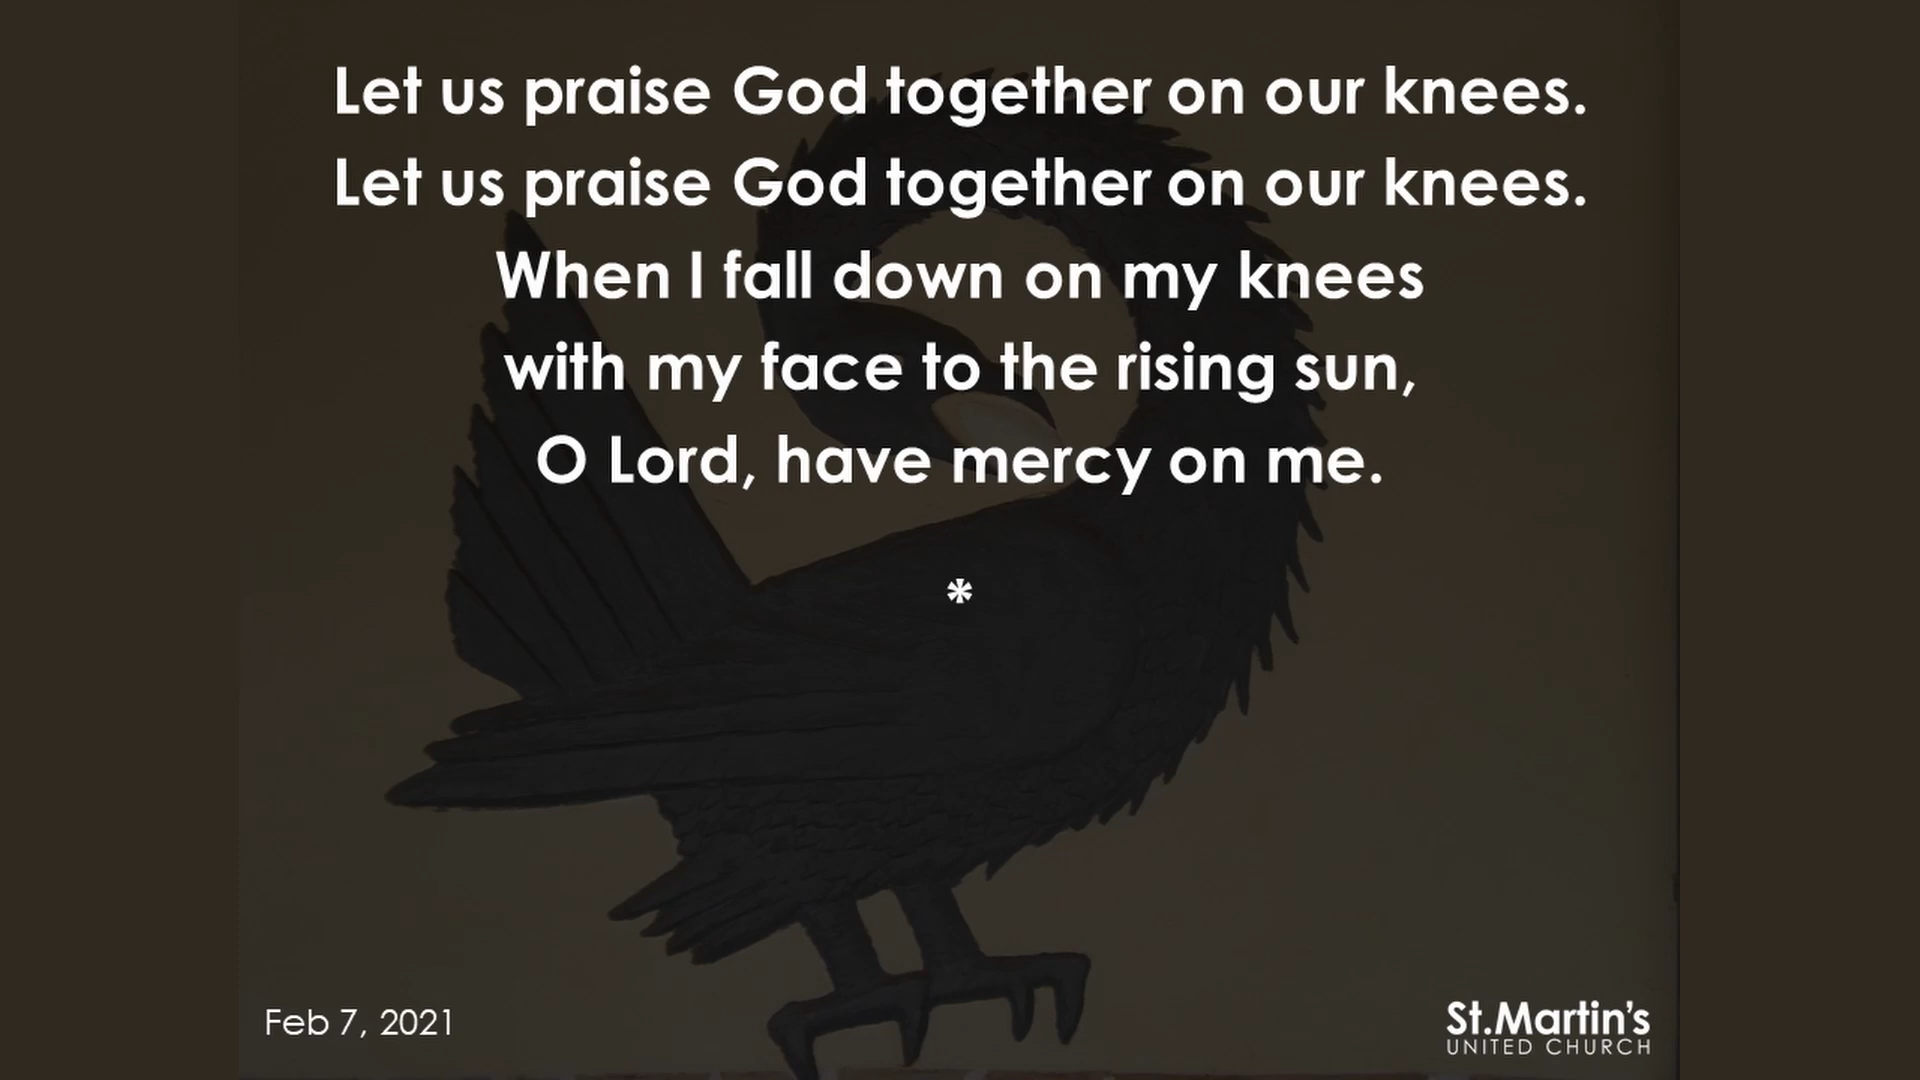 Let us praise God together on our knees.
Let us praise God together on our knees.
When I fall down on my knees
with my face to the rising sun,
O Lord, have mercy on me.
*
Feb 7, 2021
St.Martin's
UNITED CHURCH